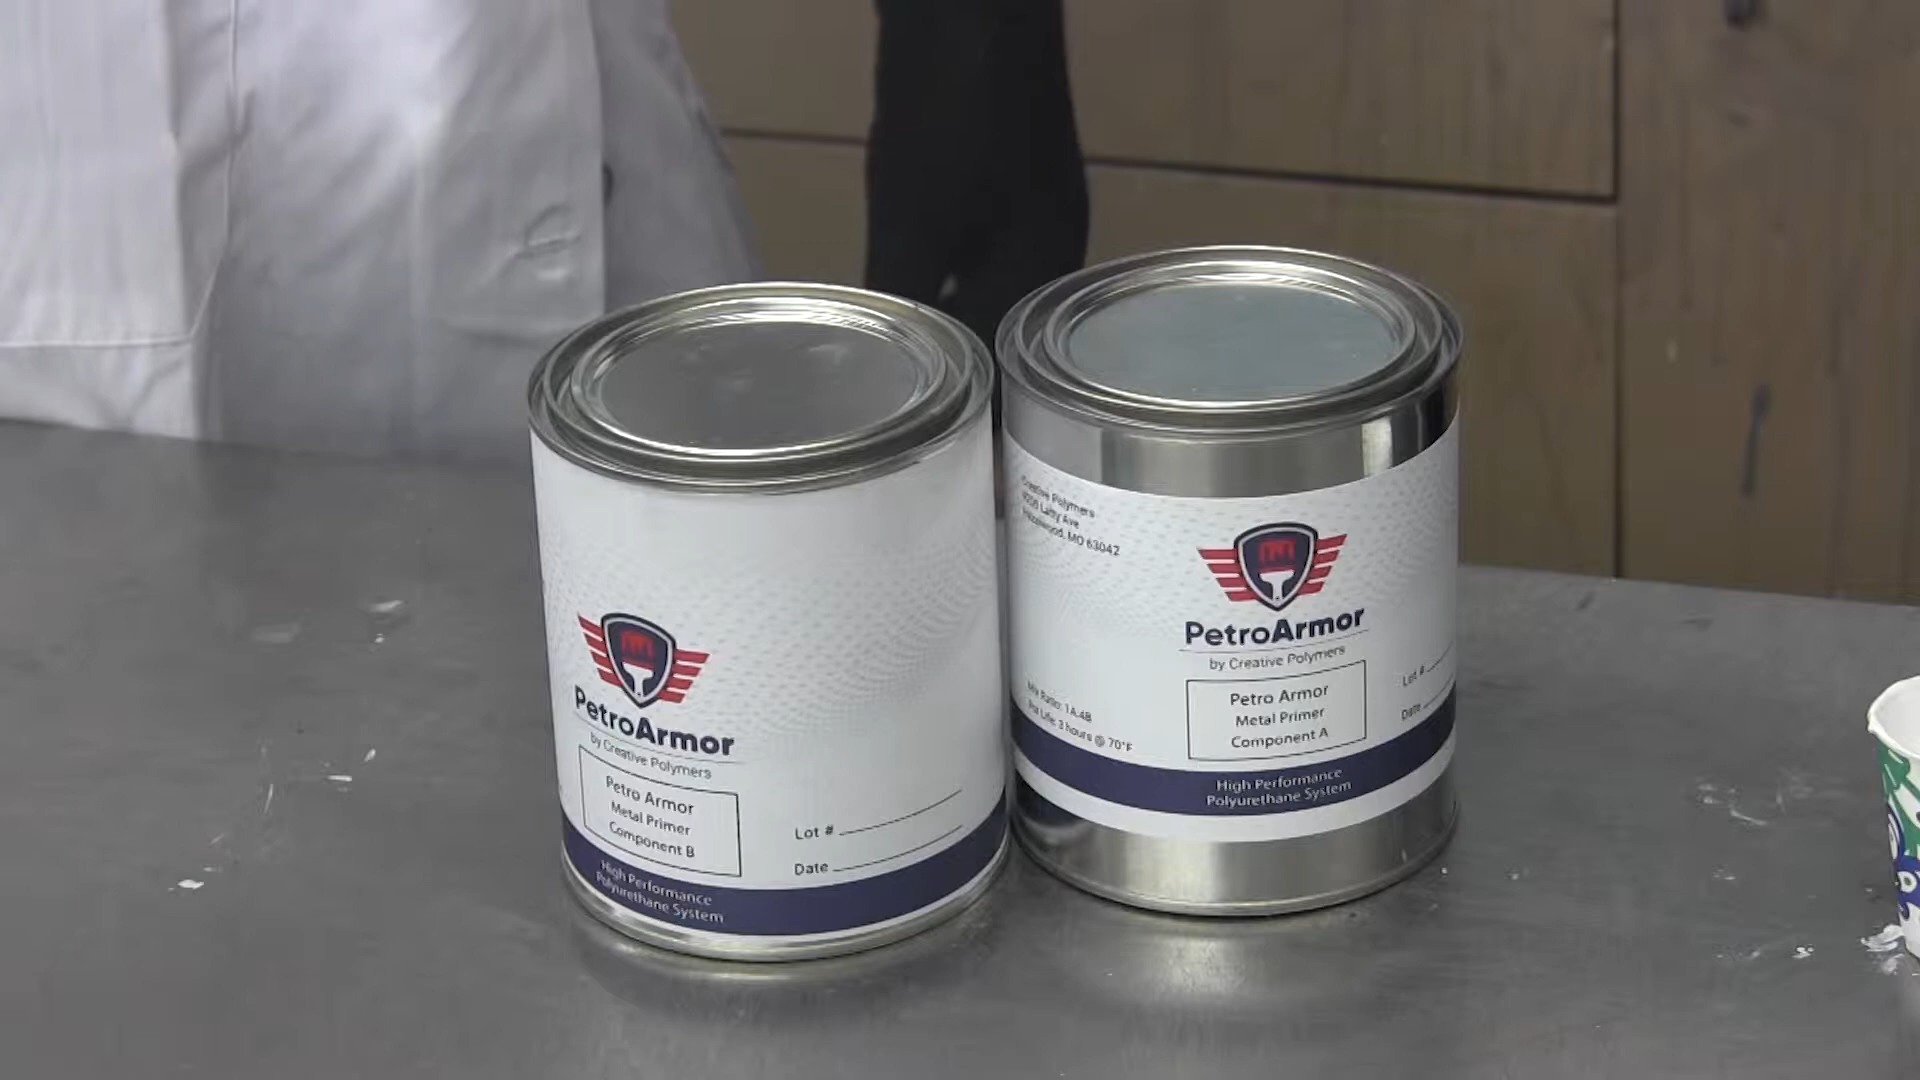 PetroArmor
by Creative Polymers
Petro Armor
Metal Primer
Component B
Lot #
Date
High Performance
Polyurethane System
Creative Polymers
Ave
MO 63042
PetroArmor
by Creative Polymers
Petro Armor
Metal Primer
Component A
Mix Ratio: 1A:4B
Pot Life: 3 hours @ 70°F
Lot #
Date
High Performance
Polyurethane System